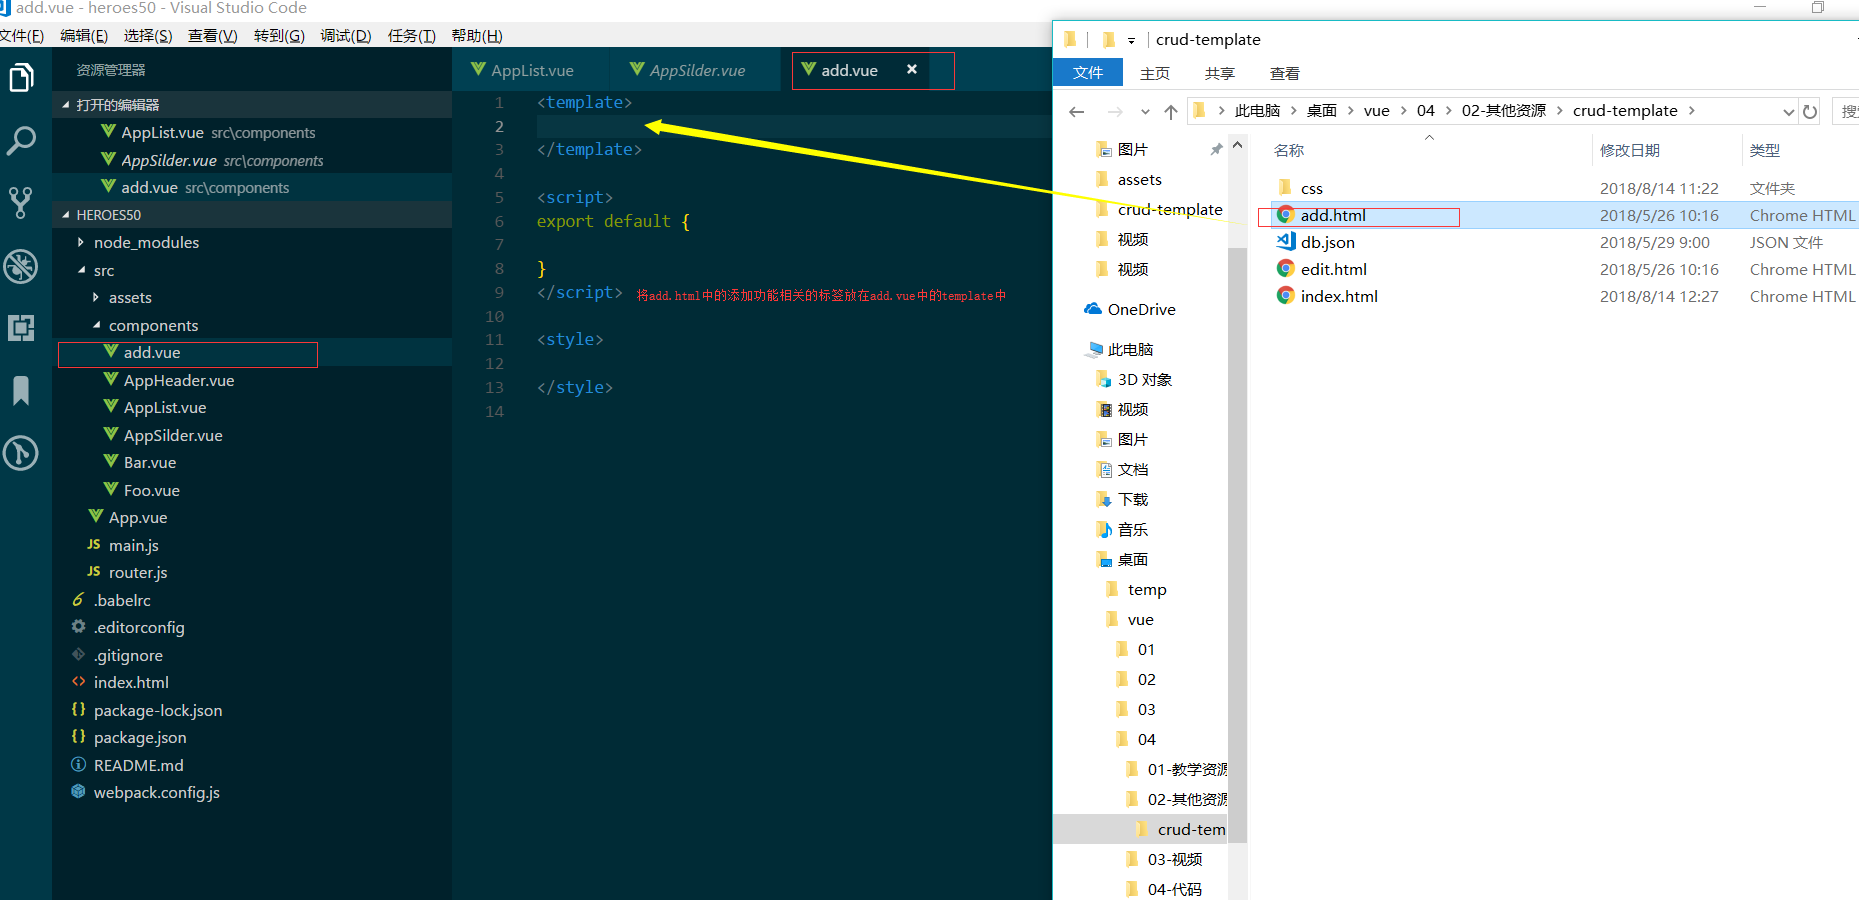 add.vue - heroes50 - Visual Studio Code
文件(F) 编辑(E) 选择(S) 查看(V) 转到(G) 调试(D) 任务(T) 帮助(H)
资源管理器
打开的编辑器
AppList.vue src\components
AppSilder.vue src\components
add.vue src\components
HEROES50
node_modules
src
assets
components
add.vue
AppHeader.vue
AppList.vue
AppSilder.vue
Bar.vue
Foo.vue
App.vue
JS main.js
JS router.js
.babelrc
.editorconfig
.gitignore
index.html
package-lock.json
package.json
README.md
webpack.config.js
AppList.vue AppSilder.vue add.vue
1 <template>
2
3 </template>
4
5 <script>
6 export default {
7
8 }
9 </script> 将add.html中的添加功能相关的标签放在add.vue中的template中
10
11 <style>
12
13 </style>
14
crud-template
文件 主页 共享 查看
此电脑 > 桌面 > vue > 04 > 02-其他资源 > crud-template >
图片
assets
crud-template
视频
视频
OneDrive
此电脑
3D 对象
视频
图片
文档
下载
音乐
桌面
temp
vue
01
02
03
04
01-教学资源
02-其他资源
crud-tem
03-视频
04-代码
名称 修改日期 类型
css 2018/8/14 11:22 文件夹
add.html 2018/5/26 10:16 Chrome HTML
db.json 2018/5/29 9:00 JSON 文件
edit.html 2018/5/26 10:16 Chrome HTML
index.html 2018/8/14 12:27 Chrome HTML